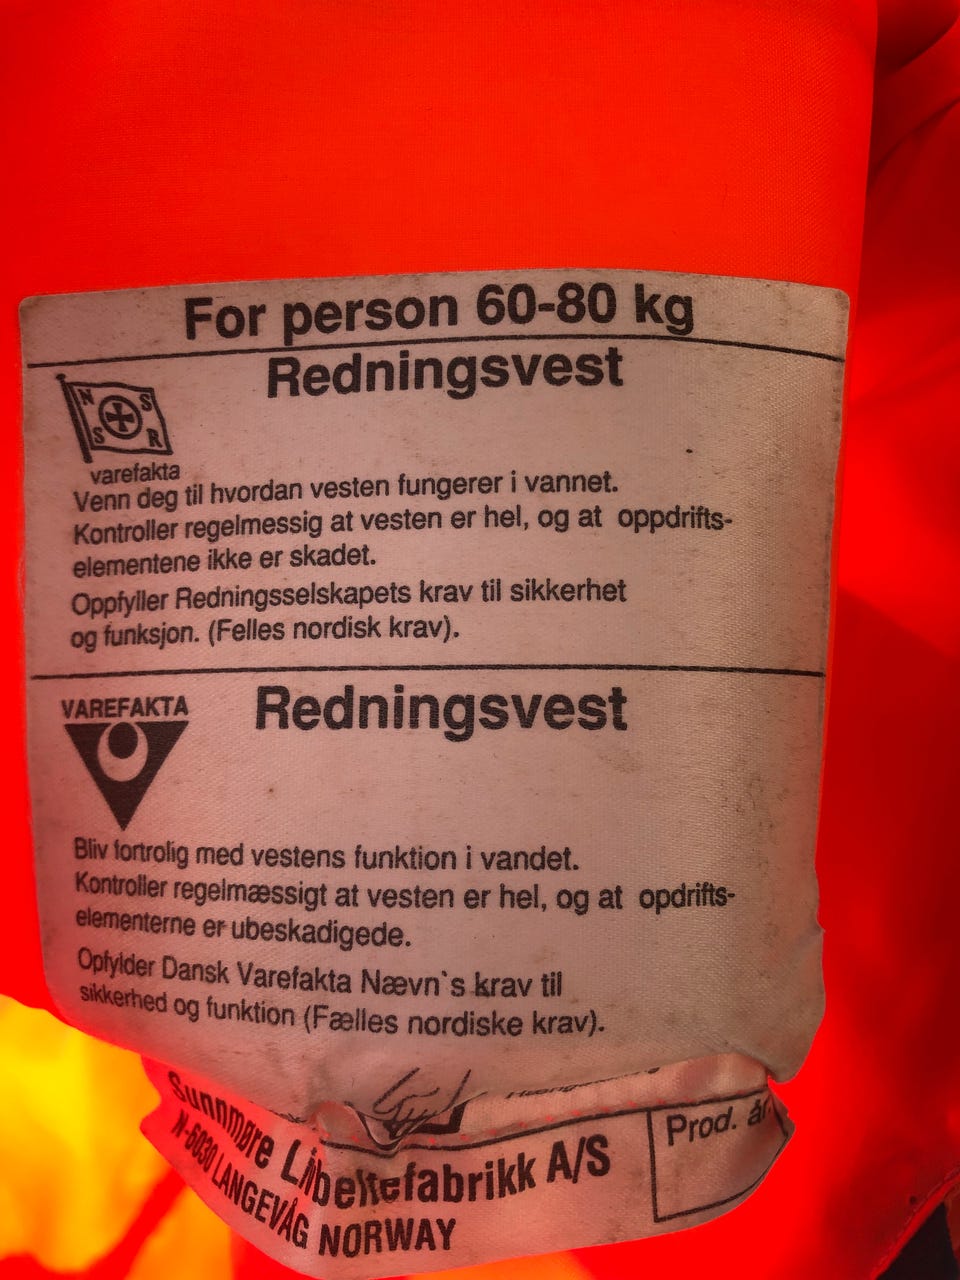 For person 60-80 kg
Redningsvest
N S
S R
varefakta
Venn deg til hvordan vesten fungerer i vannet.
Kontroller regelmessig at vesten er hel, og at oppdrifts-
elementene ikke er skadet.
Oppfyller Redningsselskapets krav til sikkerhet
og funksjon. (Felles nordisk krav).
VAREFAKTA
Redningsvest
Bliv fortrolig med vestens funktion i vandet.
Kontroller regelmæssigt at vesten er hel, og at opdrifts-
elementerne er ubeskadigede.
Opfylder Dansk Varefakta Nævn`s krav til
sikkerhed og funktion (Fælles nordiske krav).
Sunnmøre Libeltefabrikk A/S
N-6030 LANGEVÅG NORWAY
Prod. år